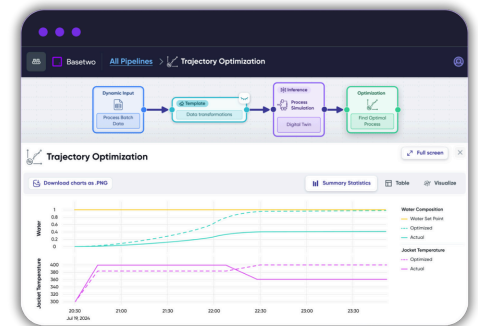 Basetwo All Pipelines > Trajectory Optimization
Dynamic Input
Process Batch
Data
Template
Data transformations
Inference
Process
Simulation
Digital Twin
Optimization
Find Optimal
Process
Trajectory Optimization
Full screen
Download charts as .PNG
Summary Statistics
Table
Visualize
Water
1
0.8
0.6
0.4
0.2
0
Water Composition
Water Set Point
Optimized
Actual
Jacket Temperature
400
380
360
340
320
300
Jacket Temperature
Optimized
Actual
20:30 21:00 21:30 22:00 22:30 23:00 23:30
Jul 19, 2024